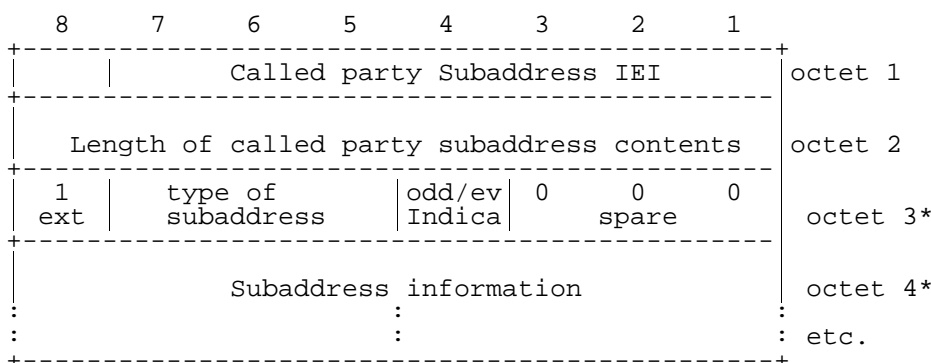 8 7 6 5 4 3 2 1
Called party Subaddress IEI octet 1
Length of called party subaddress contents octet 2
1 type of odd/ev 0 0 0
ext subaddress Indica spare octet 3*
Subaddress information octet 4*
: : :
: : : etc.